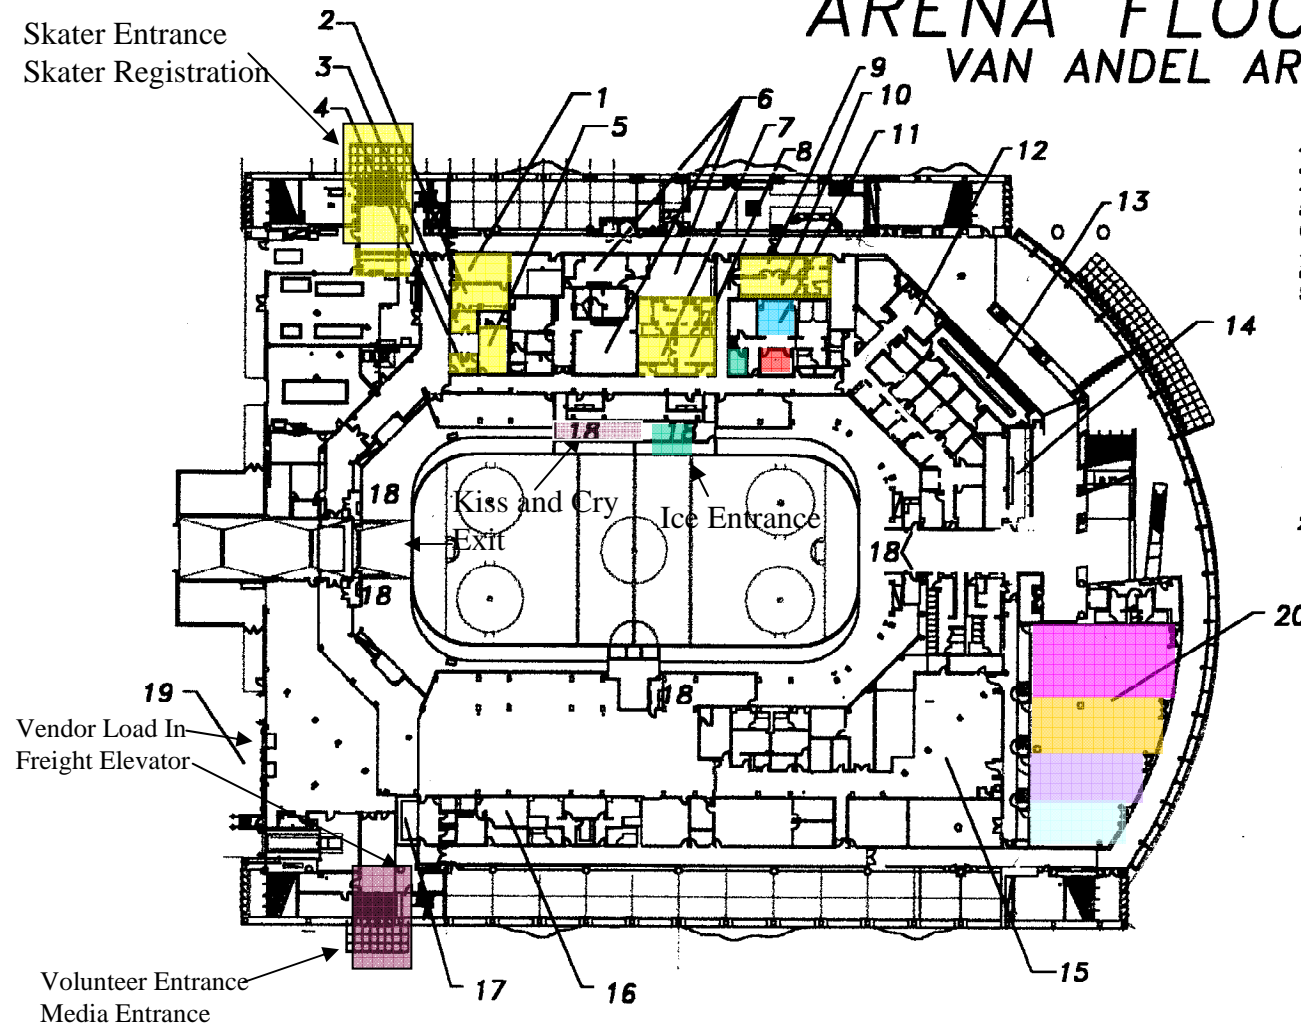 ARENA FLOO
VAN ANDEL AR
Skater Entrance
Skater Registration
2
3
4
1
5
6
7
8
9
10
11
12
13
14
18
18
18
Kiss and Cry
Exit
Ice Entrance
18
18
20
18
19
Vendor Load In
Freight Elevator
15
16
17
Volunteer Entrance
Media Entrance